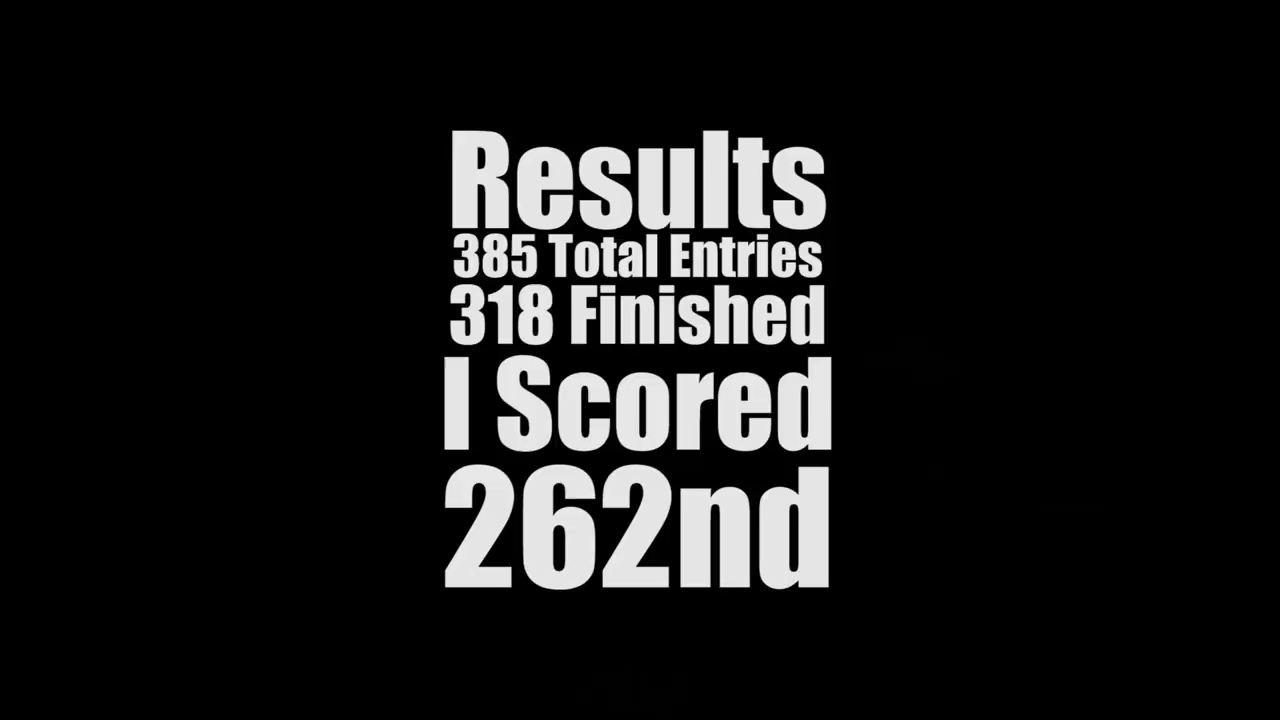 Results
385 Total Entries
318 Finished
I Scored
262nd